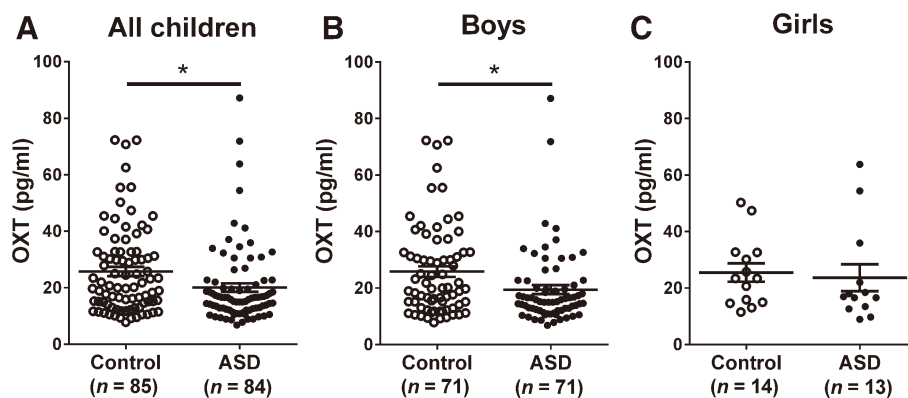 A All children
B Boys
C Girls
OXT (pg/ml)
100
80
60
40
20
0
*
Control
(n = 85)
ASD
(n = 84)
OXT (pg/ml)
100
80
60
40
20
0
*
Control
(n = 71)
ASD
(n = 71)
OXT (pg/ml)
100
80
60
40
20
0
Control
(n = 14)
ASD
(n = 13)